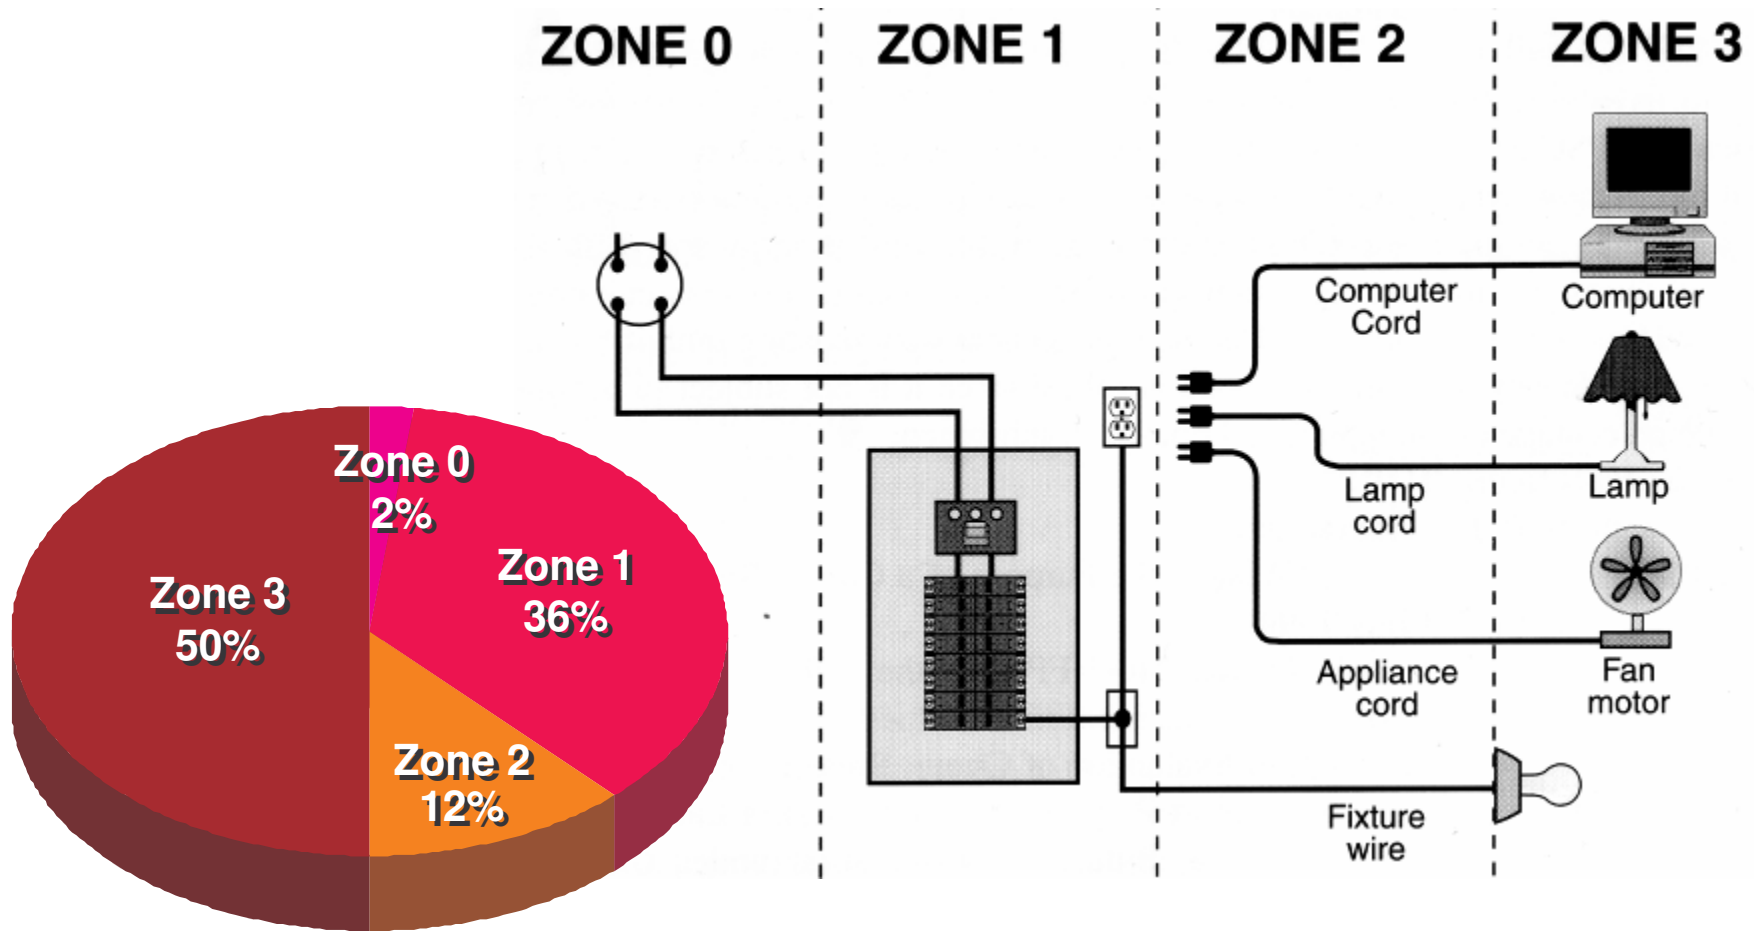 ZONE 0
ZONE 1
ZONE 2
ZONE 3
Computer
Cord
Computer
Lamp
cord
Lamp
Appliance
cord
Fan
motor
Fixture
wire
Zone 0
2%
Zone 1
36%
Zone 3
50%
Zone 2
12%